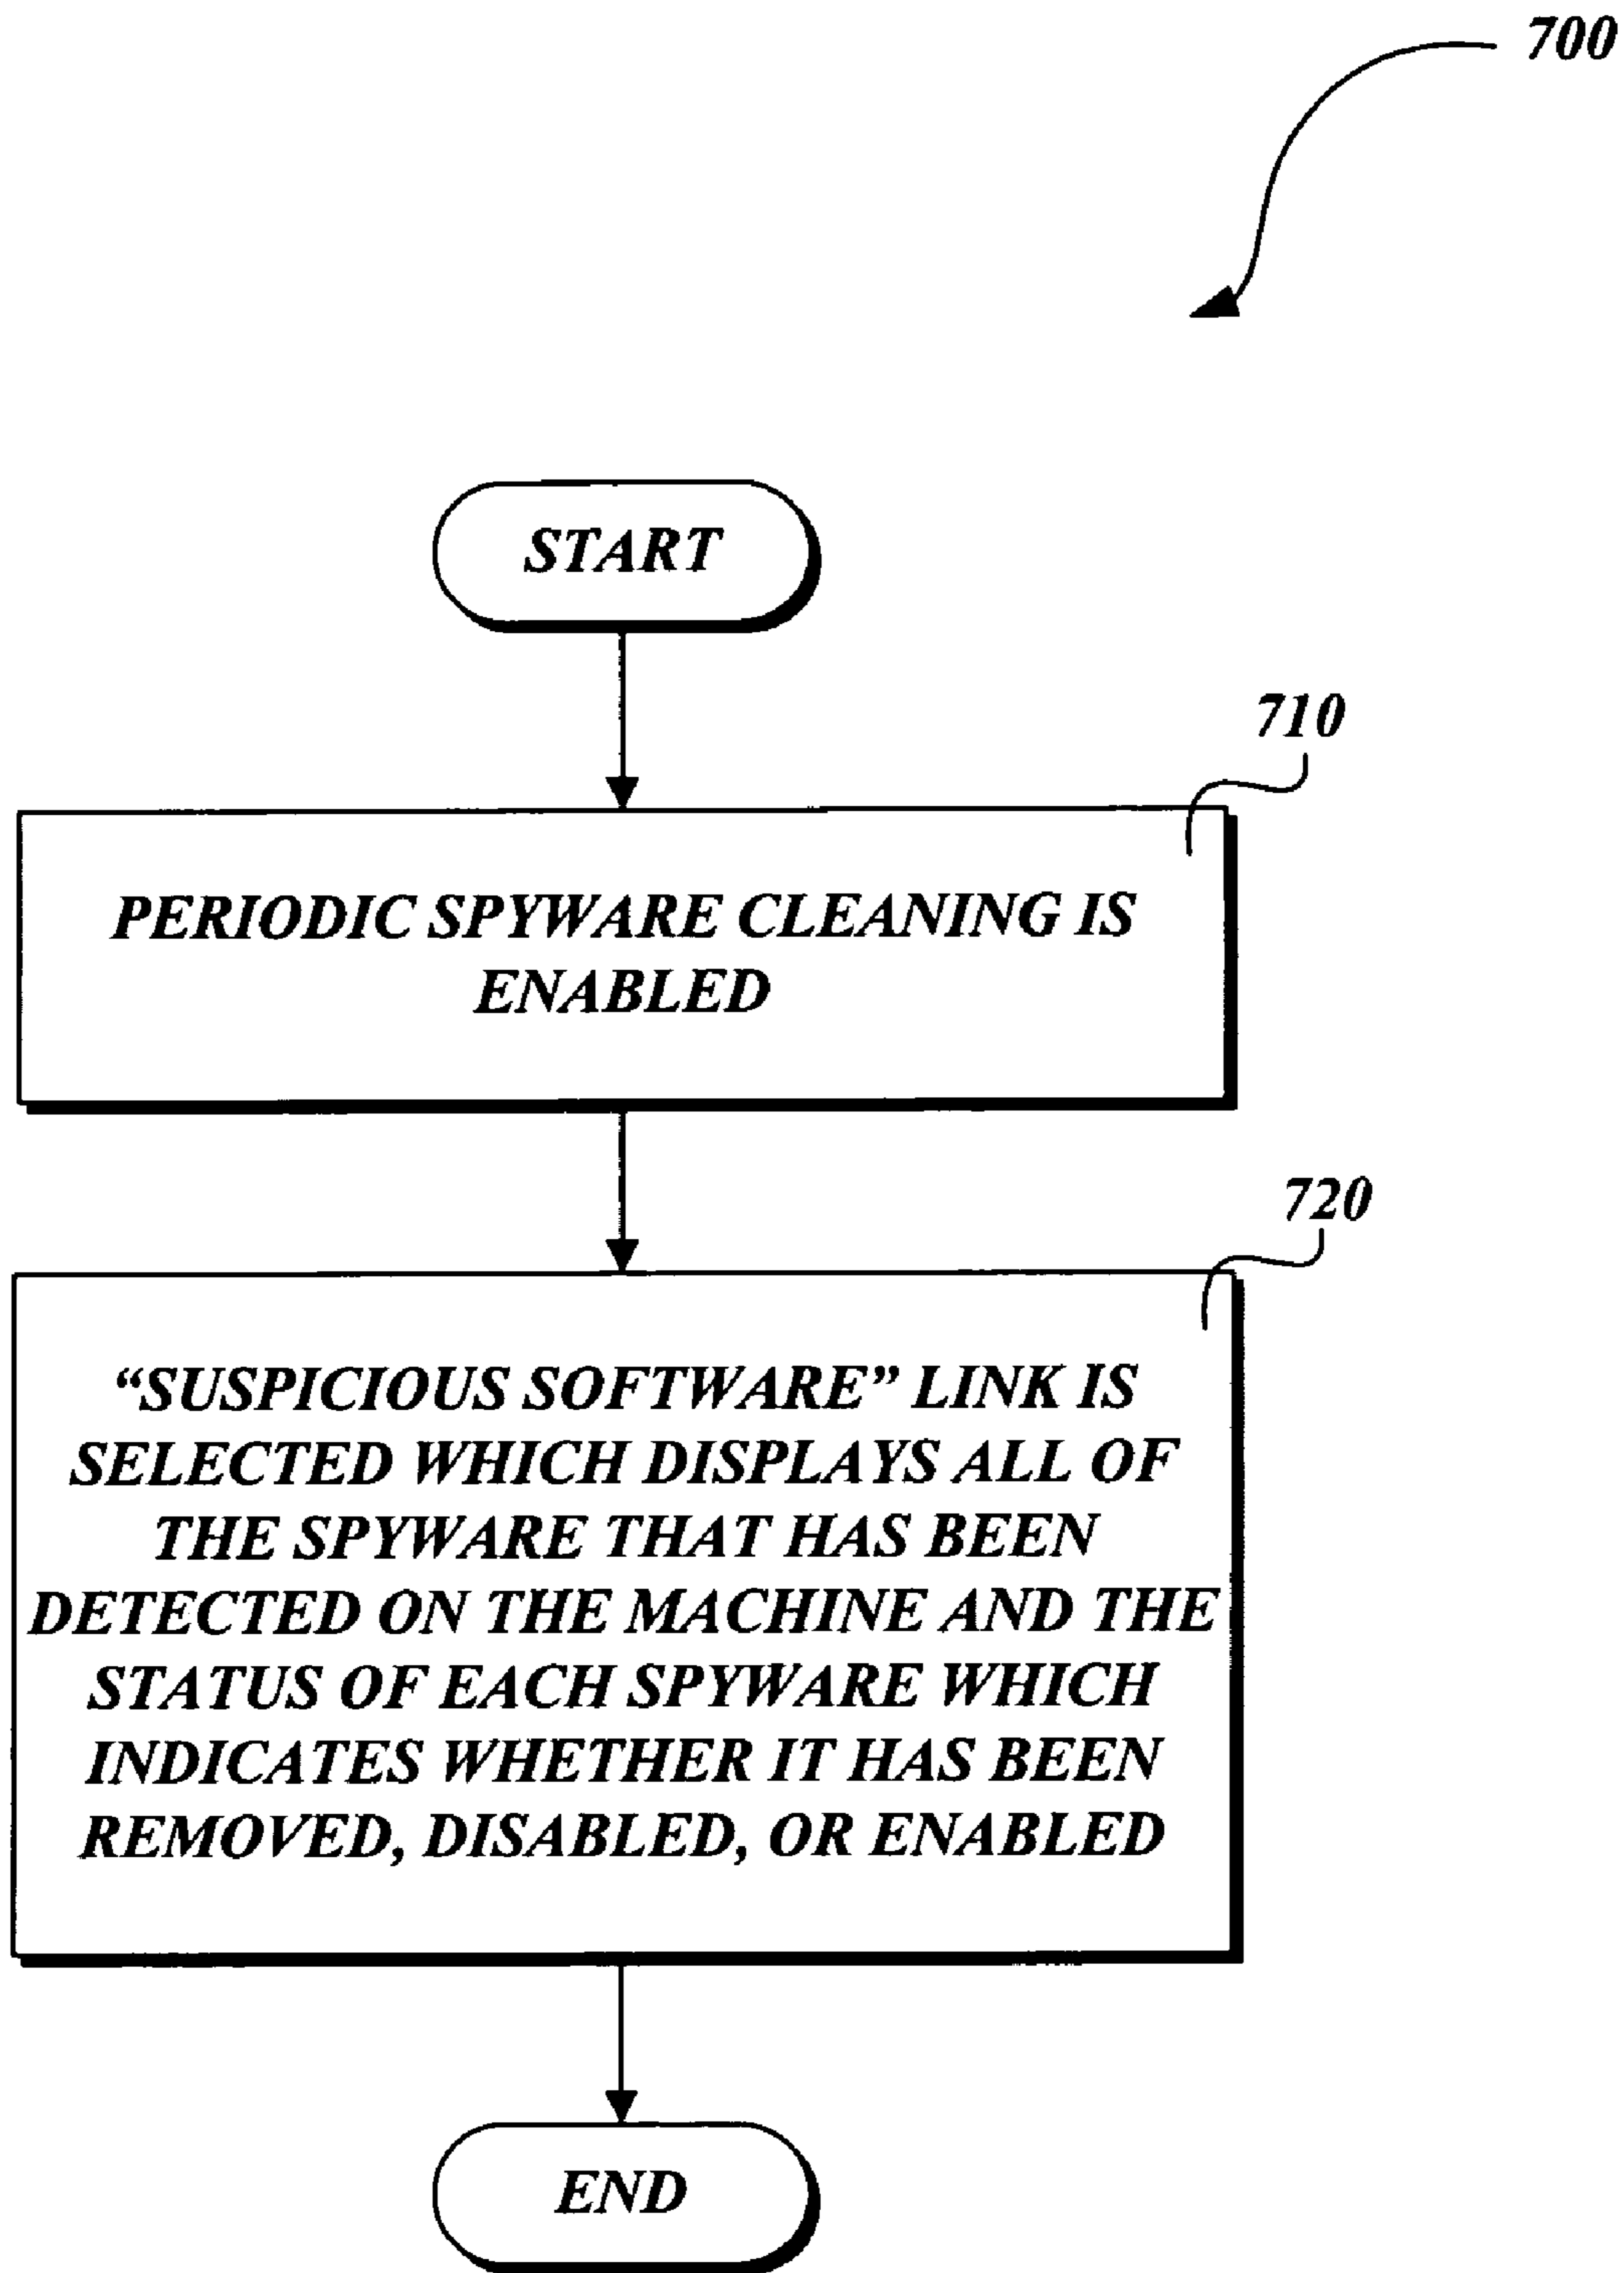 700
START
710
PERIODIC SPYWARE CLEANING IS
ENABLED
720
“SUSPICIOUS SOFTWARE” LINK IS
SELECTED WHICH DISPLAYS ALL OF
THE SPYWARE THAT HAS BEEN
DETECTED ON THE MACHINE AND THE
STATUS OF EACH SPYWARE WHICH
INDICATES WHETHER IT HAS BEEN
REMOVED, DISABLED, OR ENABLED
END